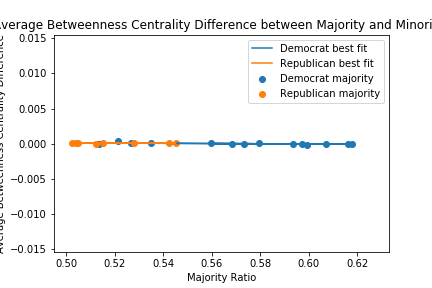 verage Betweenness Centrality Difference between Majority and Minori
Average Betweenness Centrality Difference
0.015
0.010
0.005
0.000
−0.005
−0.010
−0.015
Democrat best fit
Republican best fit
Democrat majority
Republican majority
0.50 0.52 0.54 0.56 0.58 0.60 0.62
Majority Ratio